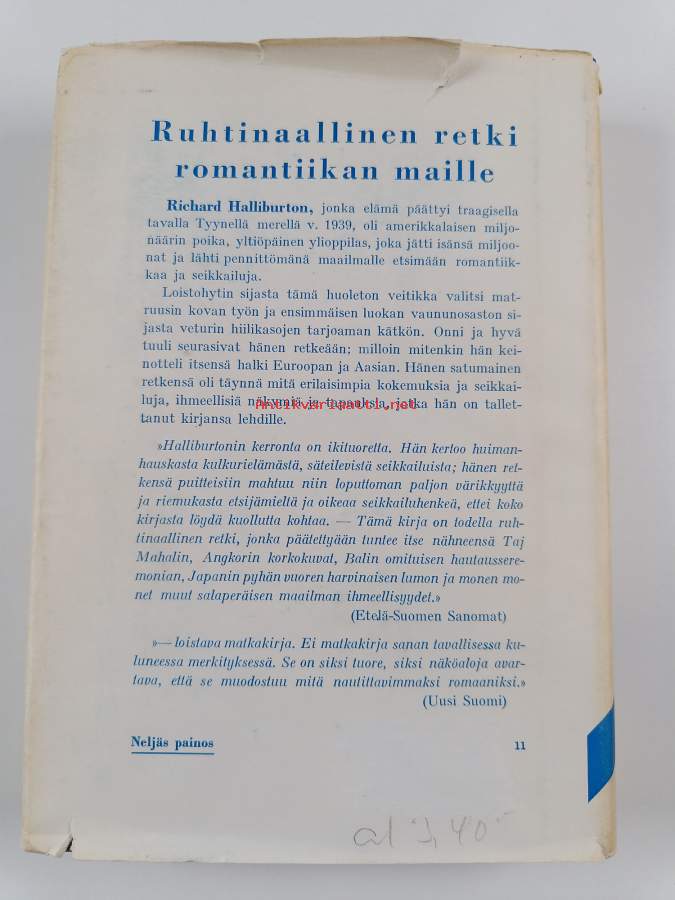 Ruhtinaallinen retki
romantiikan maille
Richard Halliburton, jonka elämä päättyi traagisella
tavalla Tyynellä merellä v. 1939, oli amerikkalaisen miljo-
näärin poika, yltiöpäinen ylioppilas, joka jätti isänsä miljoo-
nat ja lähti pennittömänä maailmalle etsimään romantiik-
kaa ja seikkailuja.
Loistohytin sijasta tämä huoleton veitikka valitsi mat-
ruusin kovan työn ja ensimmäisen luokan vaununosaston si-
jasta veturin hiilikasojen tarjoaman kätkön. Onni ja hyvä
tuuli seurasivat hänen retkeään; milloin mitenkin hän kei-
notteli itsensä halki Euroopan ja Aasian. Hänen satumainen
retkensä oli täynnä mitä erilaisimpia kokemuksia ja seikkai-
luja, ihmeellisiä näkymiä ja tapauksia, jotka hän on tallet-
Antikvariaatti.net
tanut kirjansa lehdille.
»Halliburtonin kerronta on ikituoretta. Hän kertoo huiman-
hauskasta kulkurielämästä, säteilevistä seikkailuista; hänen ret-
kensä puitteisiin mahtuu niin loputtoman paljon värikkyyttä
ja riemukasta etsijämieltä ja oikeaa seikkailuhenkeä, ettei koko
kirjasta löydä kuollutta kohtaa. — Tämä kirja on todella ruh-
tinaallinen retki, jonka päätettyään tuntee itse nähneensä Taj
Mahalin, Angkorin korkokuvat, Balin omituisen hautaussere-
monian, Japanin pyhän vuoren harvinaisen lumon ja monen mo-
net muut salaperäisen maailman ihmeellisyydet.»
(Etelä-Suomen Sanomat)
»— loistava matkakirja. Ei matkakirja sanan tavallisessa ku-
luneessa merkityksessä. Se on siksi tuore, siksi näköaloja avar-
tava, että se muodostuu mitä nautittavimmaksi romaaniksi.»
(Uusi Suomi)
Neljäs painos
11